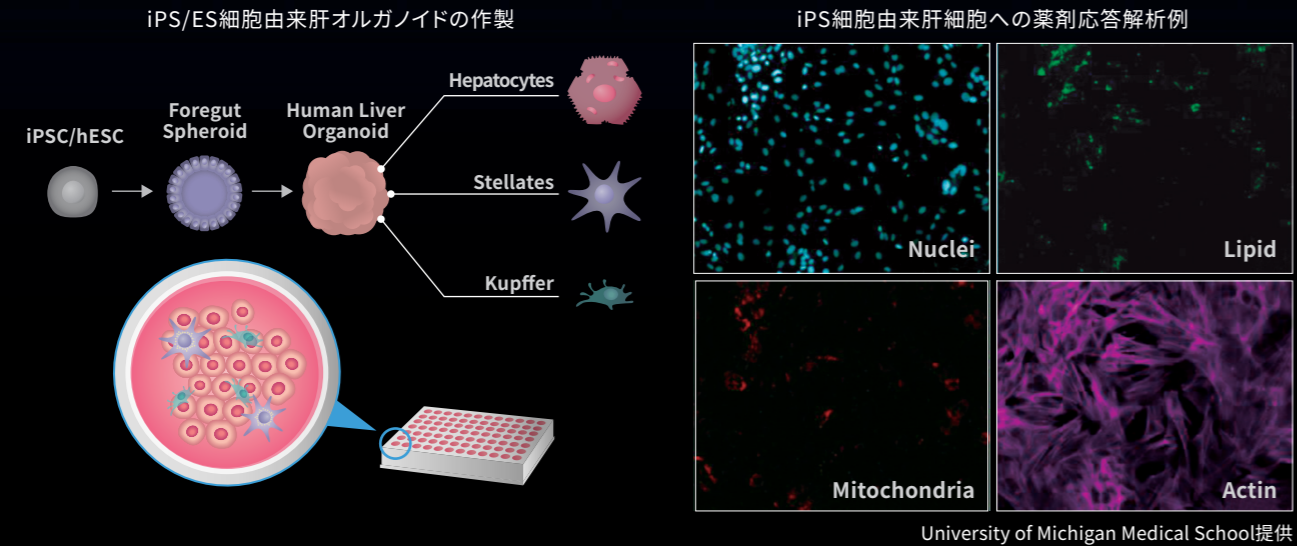 iPS/ES細胞由来肝オルガノイドの作製
iPSC/hESC
Foregut
Spheroid
Human Liver
Organoid
Hepatocytes
Stellates
Kupffer
iPS細胞由来肝細胞への薬剤応答解析例
Nuclei
Lipid
Mitochondria
Actin
University of Michigan Medical School提供